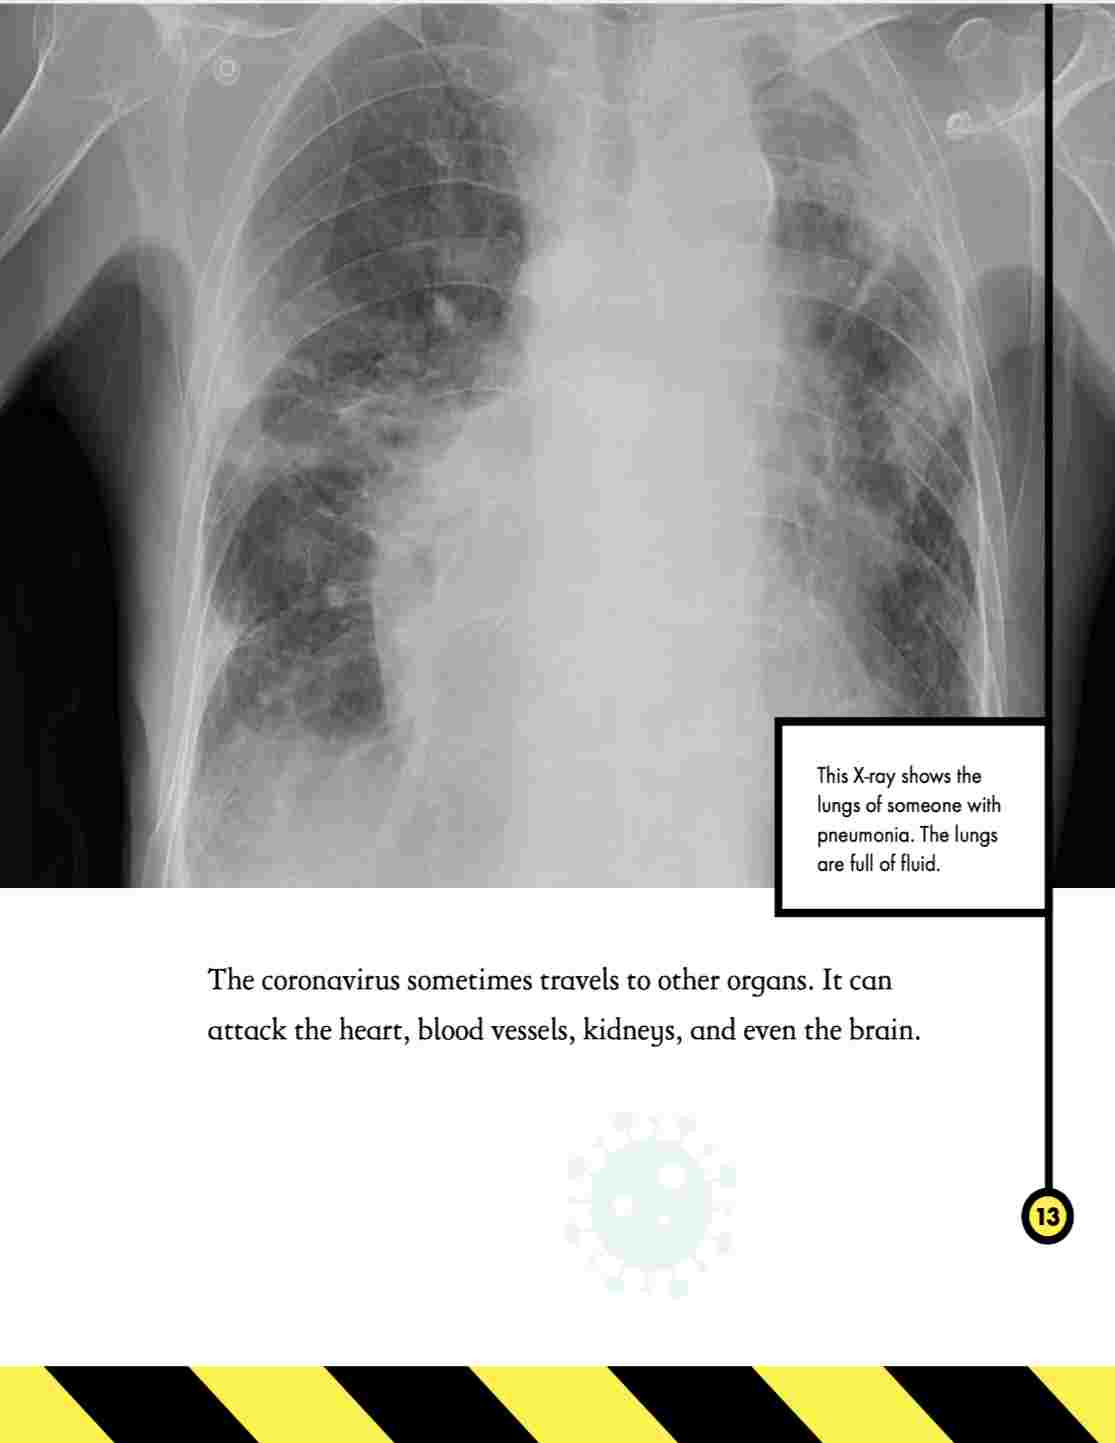 This X-ray shows the
lungs of someone with
pneumonia. The lungs
are full of fluid.
The coronavirus sometimes travels to other organs. It can
attack the heart, blood vessels, kidneys, and even the brain.
13